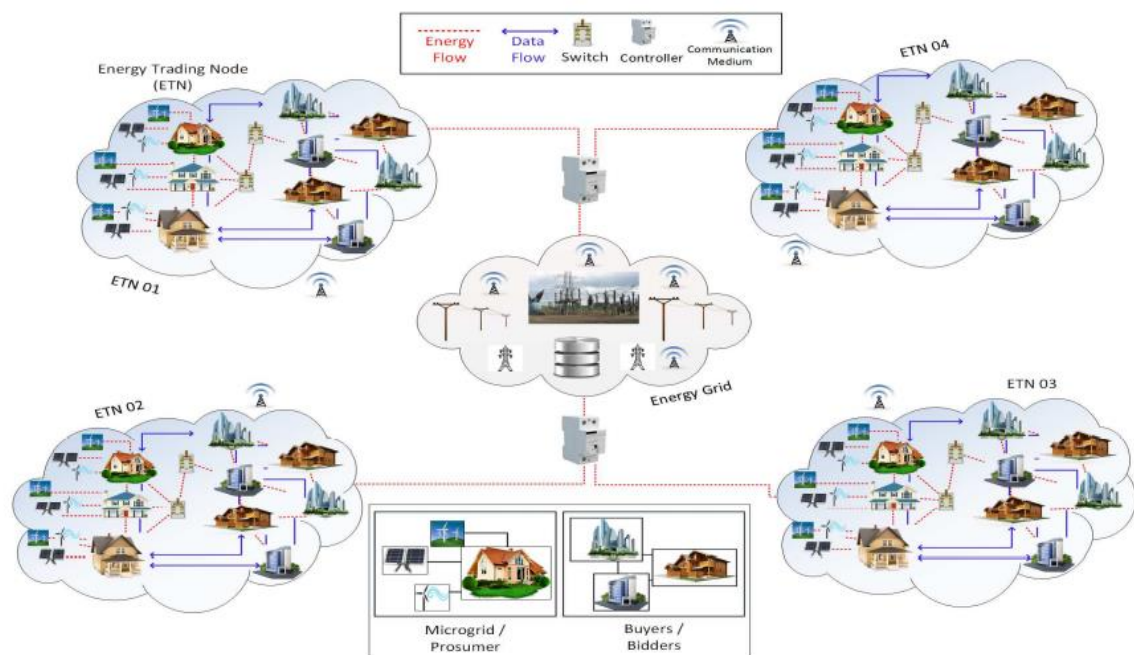 Energy
Flow
Data
Flow
Switch
Controller
Communication
Medium
Energy Trading Node
(ETN)
ETN 04
ETN 01
Energy Grid
ETN 02
ETN 03
Microgrid /
Prosumer
Buyers /
Bidders